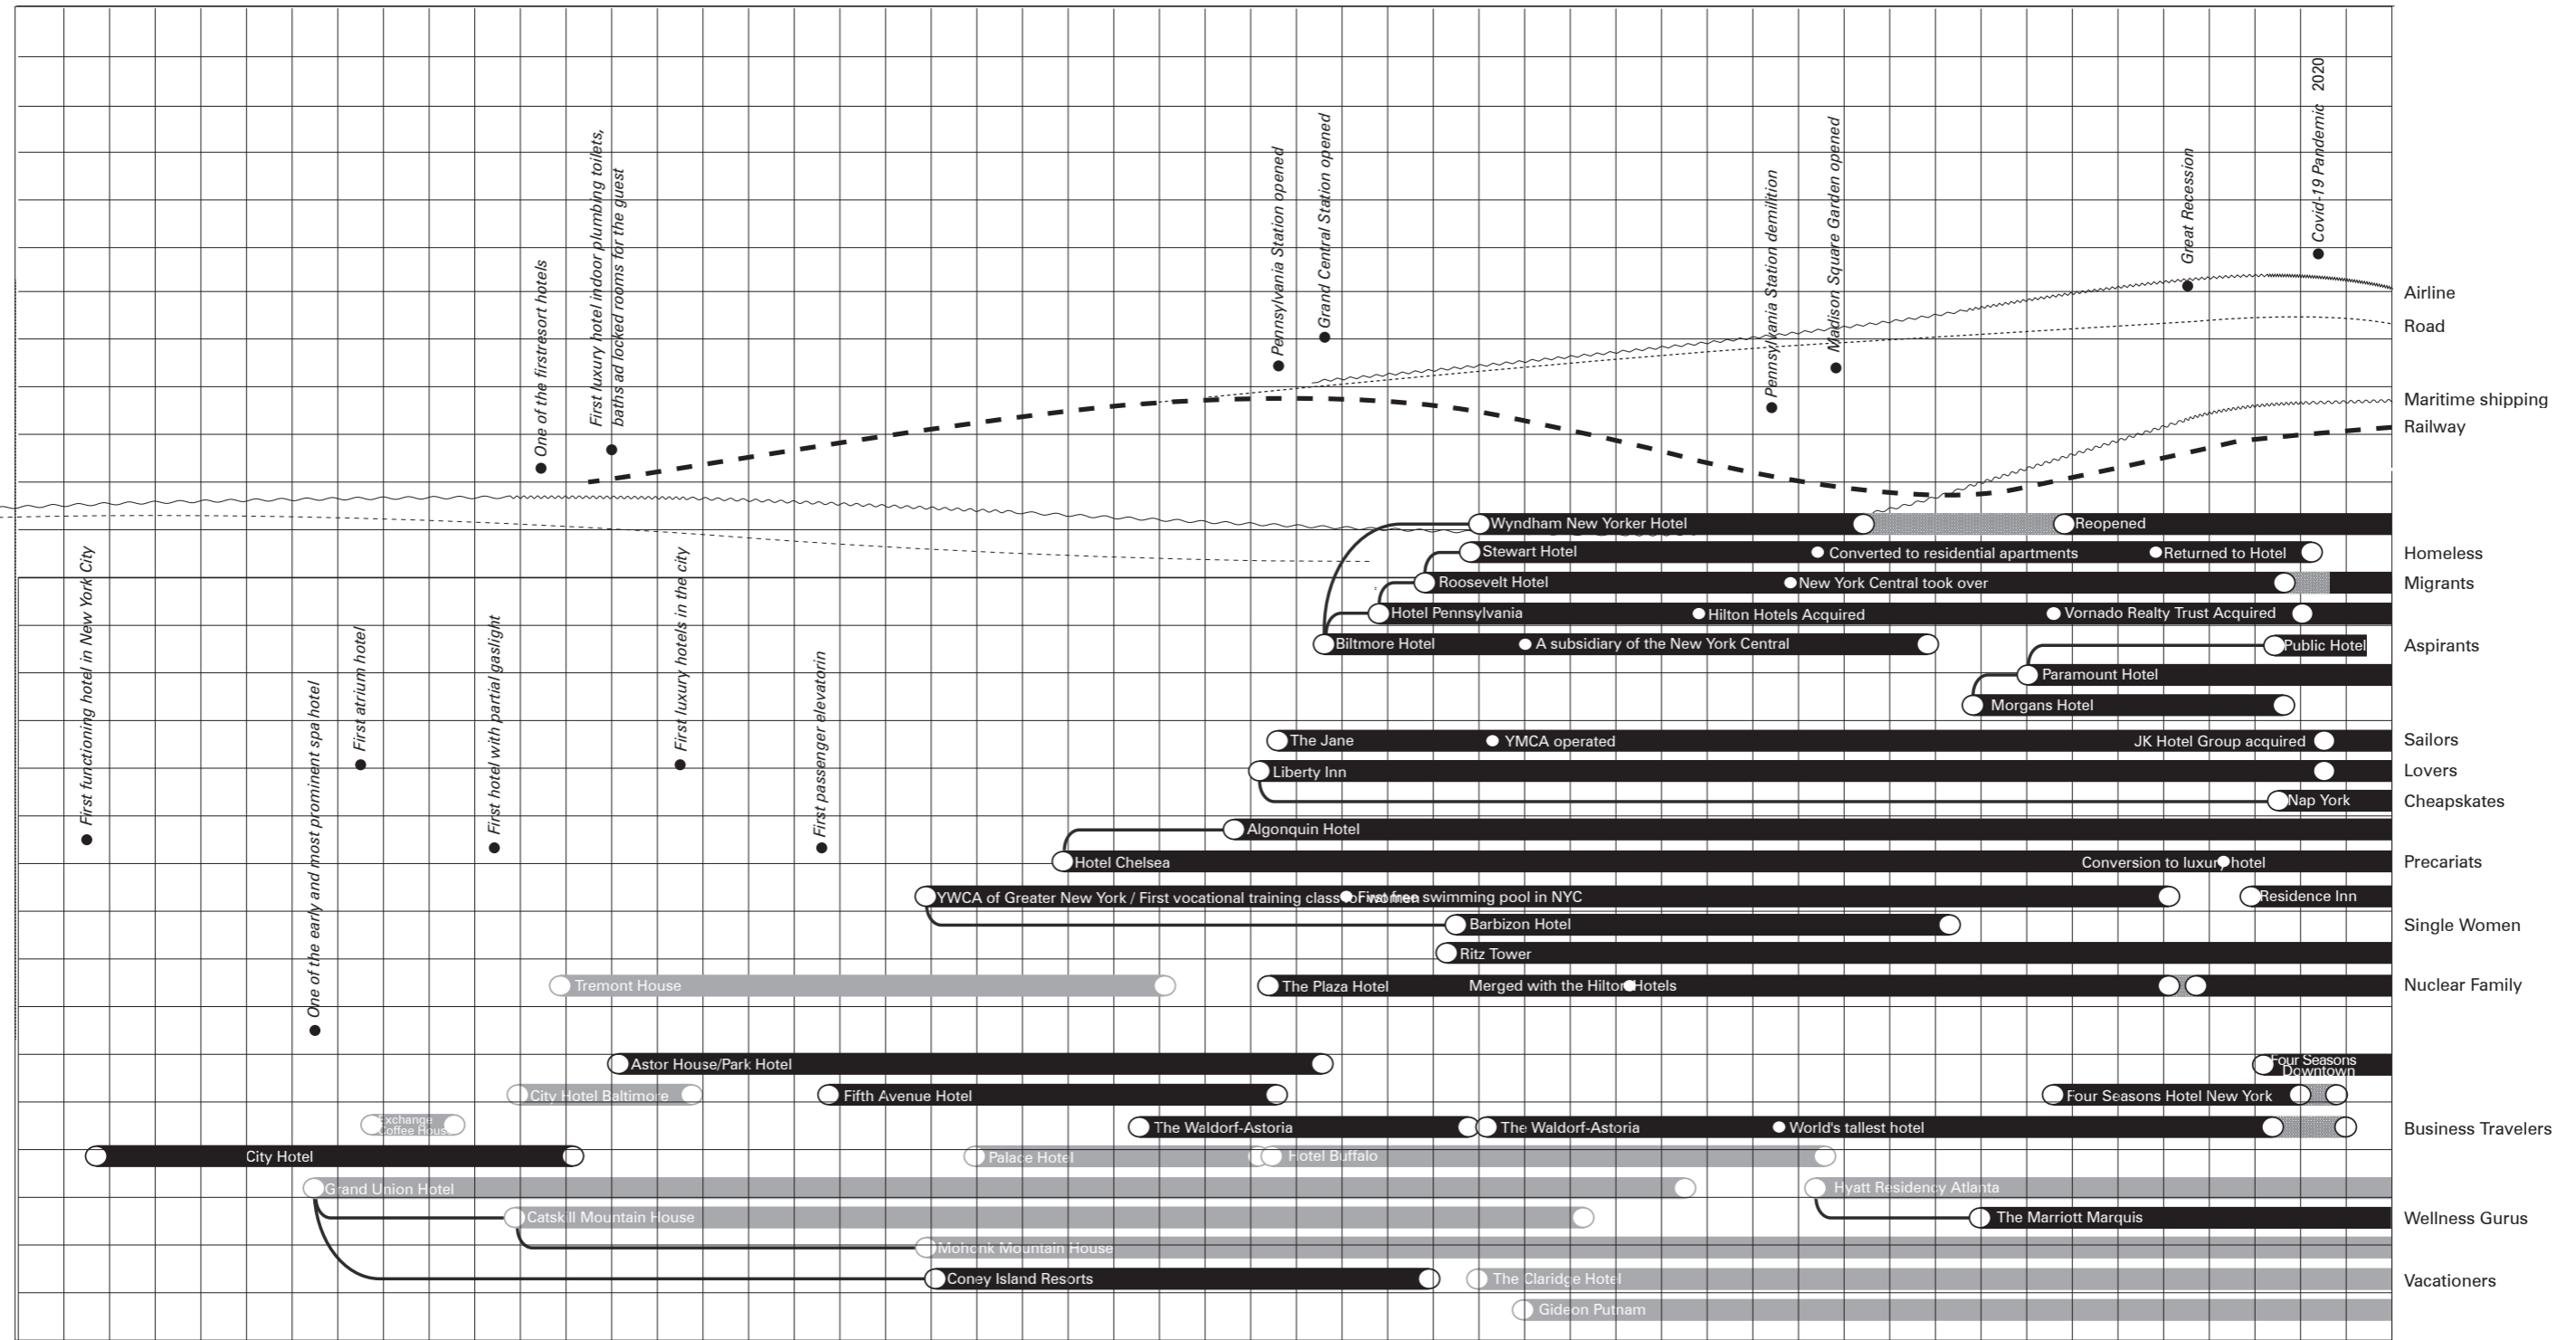 Covid-19 Pandemic 2020
Grand Central Station opened
Madison Square Garden opened
First luxury hotel indoor plumbing toilets,
baths ad locked rooms for the guest
Pennsylvania Station opened
Great Recession
Pennsylvania Station demilition
One of the firstresort hotels
Airline
Road
Maritime shipping
Railway
First functioning hotel in New York City
First luxury hotels in the city
First hotel with partial gaslight
First atrium hotel
First passenger elevatorin
One of the early and most prominent spa hotel
Wyndham New Yorker Hotel
Reopened
Stewart Hotel
Converted to residential apartments
Returned to Hotel
Homeless
Roosevelt Hotel
New York Central took over
Migrants
Hotel Pennsylvania
Hilton Hotels Acquired
Vornado Realty Trust Acquired
Biltmore Hotel
A subsidiary of the New York Central
Public Hotel
Aspirants
Paramount Hotel
Morgans Hotel
The Jane
YMCA operated
JK Hotel Group acquired
Sailors
Liberty Inn
Lovers
Nap York
Cheapskates
Algonquin Hotel
Hotel Chelsea
Conversion to luxury hotel
Precariats
YWCA of Greater New York / First vocational training class for women
First free swimming pool in NYC
Residence Inn
Barbizon Hotel
Single Women
Ritz Tower
Tremont House
The Plaza Hotel
Merged with the Hilton Hotels
Nuclear Family
Astor House/Park Hotel
Four Seasons
Downtown
City Hotel Baltimore
Fifth Avenue Hotel
Four Seasons Hotel New York
Exchange
Coffee House
The Waldorf-Astoria
The Waldorf-Astoria
World's tallest hotel
Business Travelers
City Hotel
Palace Hotel
Hotel Buffalo
Grand Union Hotel
Hyatt Residency Atlanta
Catskill Mountain House
The Marriott Marquis
Wellness Gurus
Mohonk Mountain House
Coney Island Resorts
The Claridge Hotel
Vacationers
Gideon Putnam